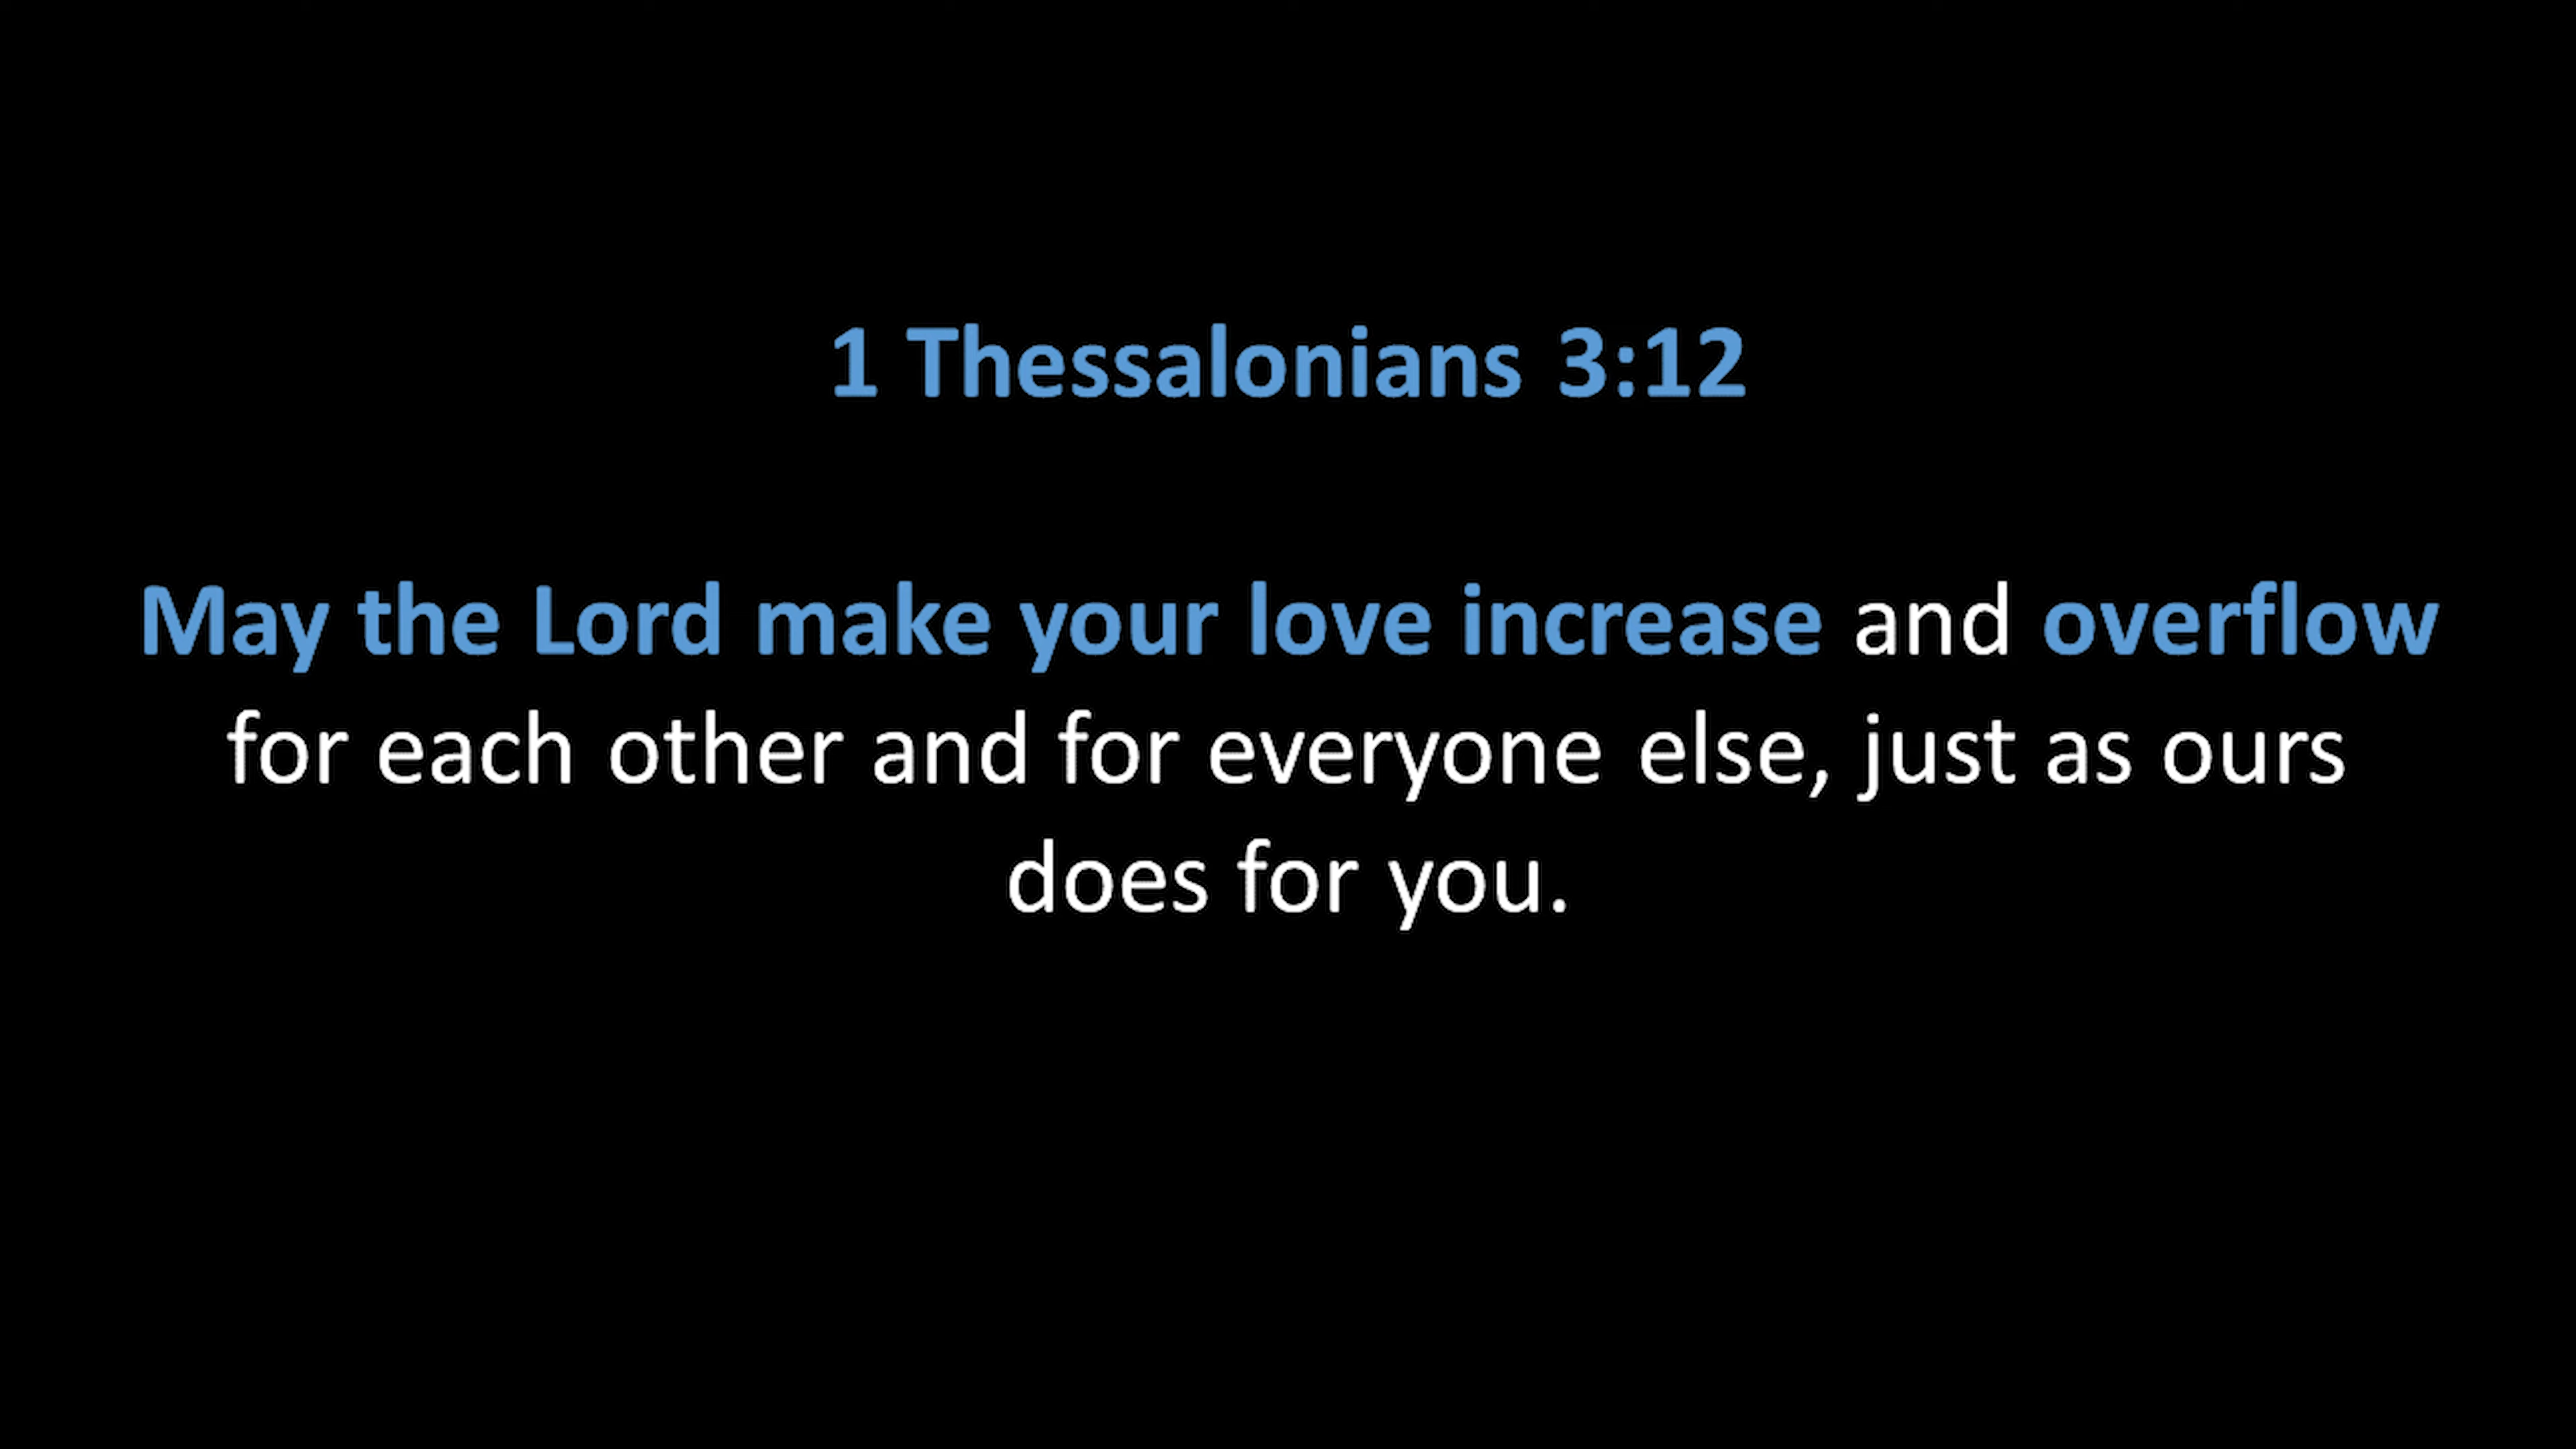 1 Thessalonians 3:12
May the Lord make your love increase and overflow
for each other and for everyone else, just as ours
does for you.